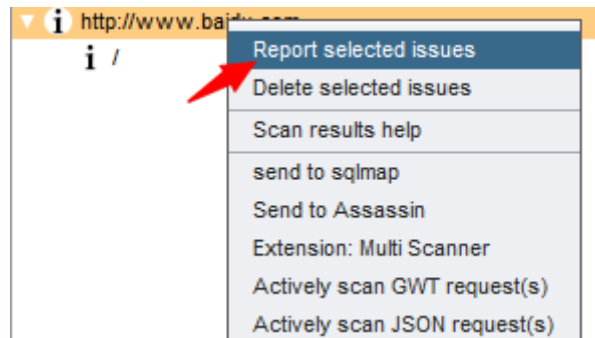 http://www.bai
/
Report selected issues
Delete selected issues
Scan results help
send to sqlmap
Send to Assassin
Extension: Multi Scanner
Actively scan GWT request(s)
Actively scan JSON request(s)